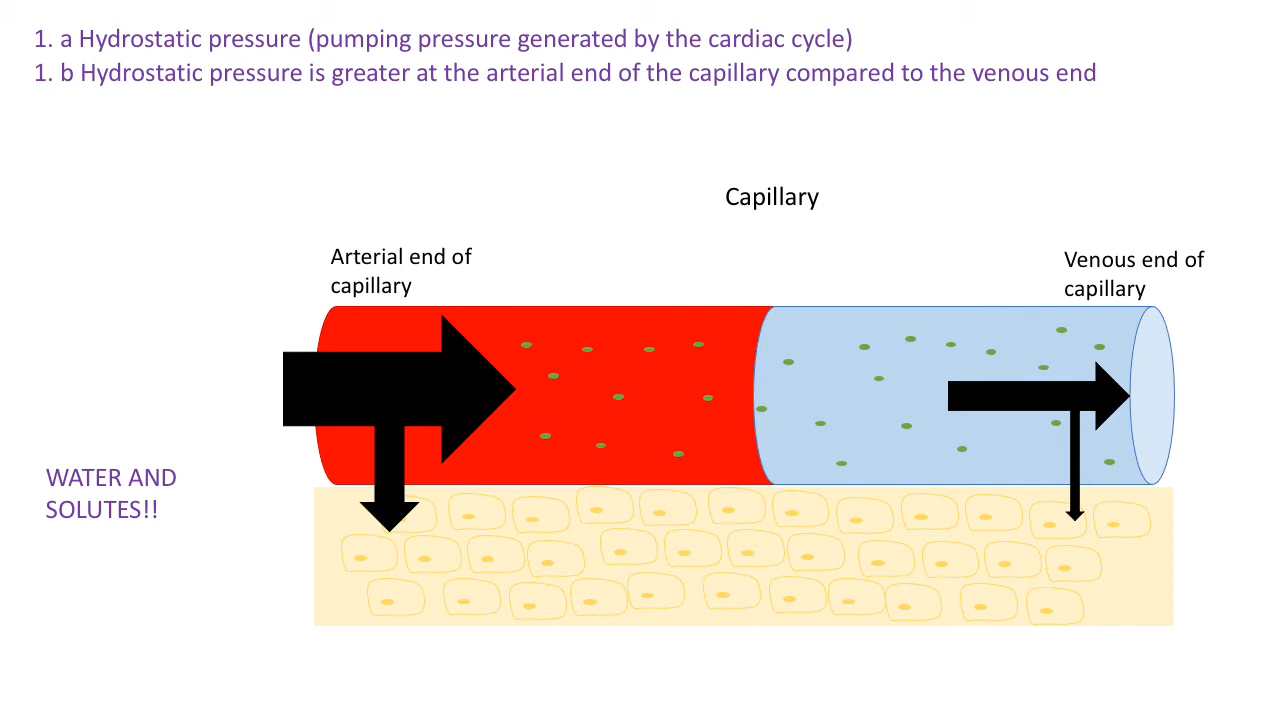 1. a Hydrostatic pressure (pumping pressure generated by the cardiac cycle)
1. b Hydrostatic pressure is greater at the arterial end of the capillary compared to the venous end
Capillary
Arterial end of
capillary
Venous end of
capillary
WATER AND
SOLUTES!!